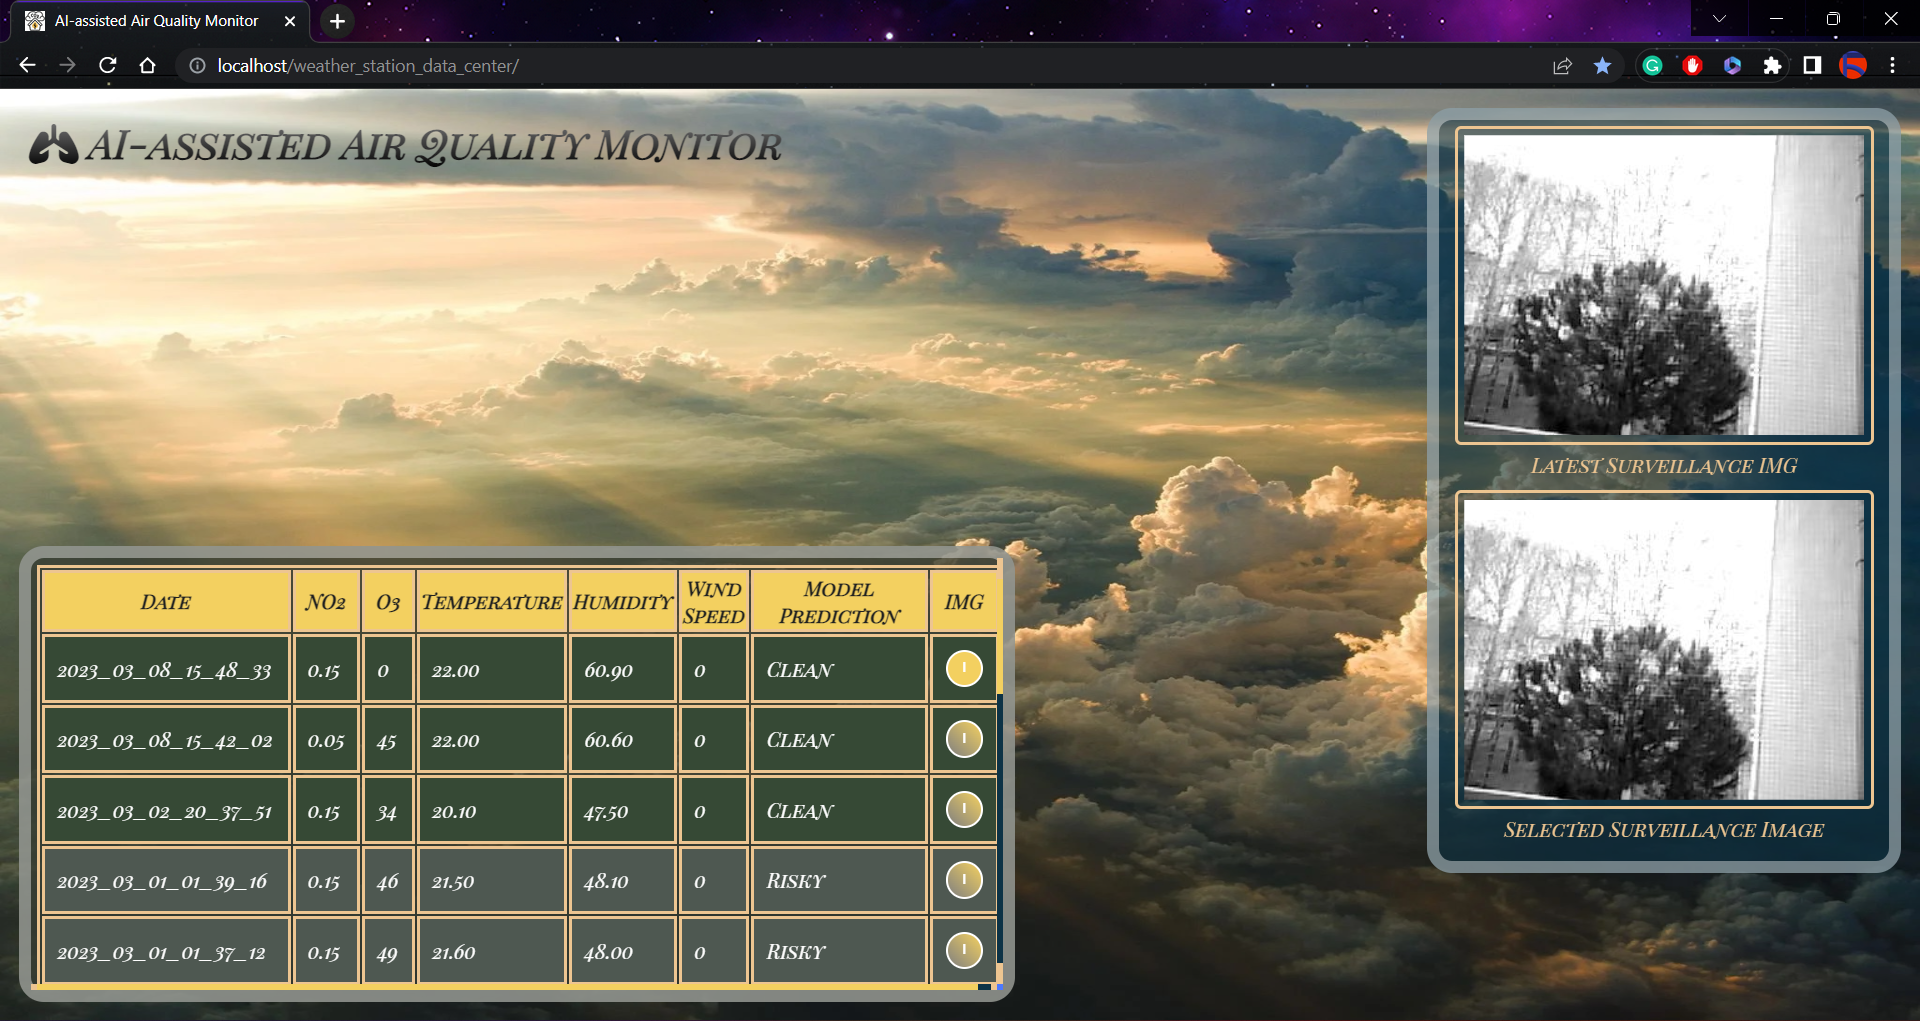 AI-assisted Air Quality Monitor
localhost/weather_station_data_center/
AI-assisted Air Quality Monitor
Latest Surveillance IMG
Selected Surveillance Image
Date NO2 O3 Temperature Humidity Wind Speed Model Prediction IMG
2023_03_08_15_48_33 0.15 0 22.00 60.90 0 Clean
2023_03_08_15_42_02 0.05 45 22.00 60.60 0 Clean
2023_03_02_20_37_51 0.15 34 20.10 47.50 0 Clean
2023_03_01_01_39_16 0.15 46 21.50 48.10 0 Risky
2023_03_01_01_37_12 0.15 49 21.60 48.00 0 Risky